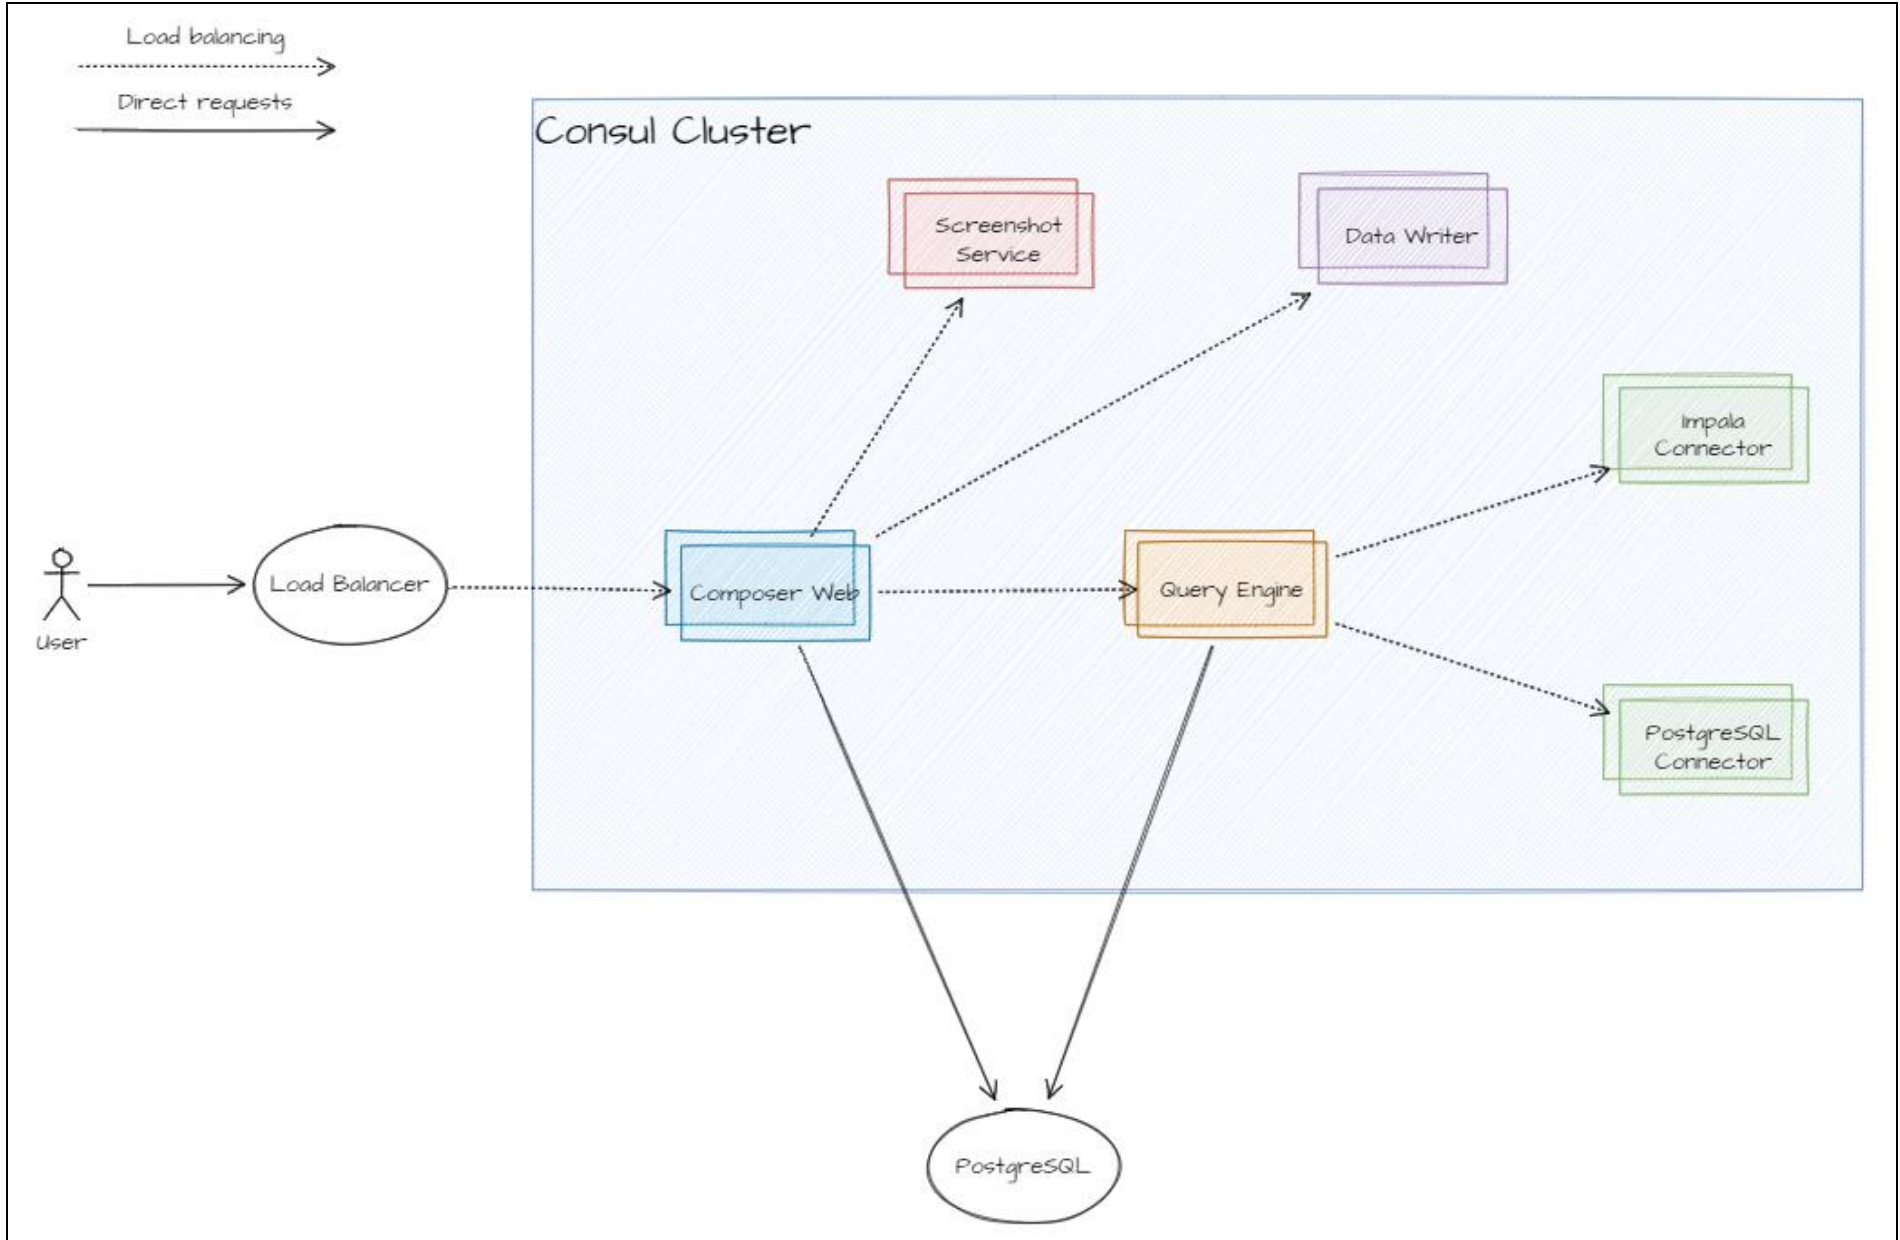 Load balancing
Direct requests
Consul Cluster
Screenshot
Service
Data Writer
Impala
Connector
User
Load Balancer
Composer Web
Query Engine
PostgreSQL
Connector
PostgreSQL